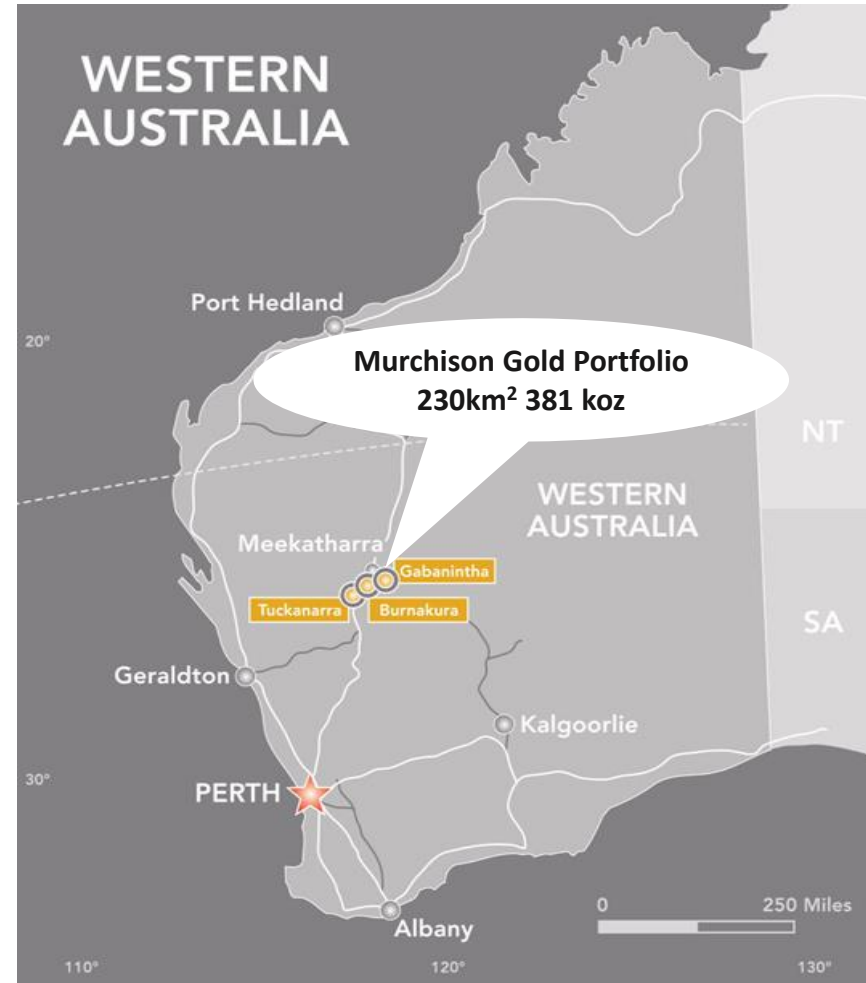 WESTERN
AUSTRALIA
Port Hedland
20°
Murchison Gold Portfolio
230km² 381 koz
NT
WESTERN
AUSTRALIA
Meekatharra
Gabanintha
Tuckanarra
Burnakura
SA
Geraldton
Kalgoorlie
30°
PERTH
0 250 Miles
Albany
110° 120° 130°